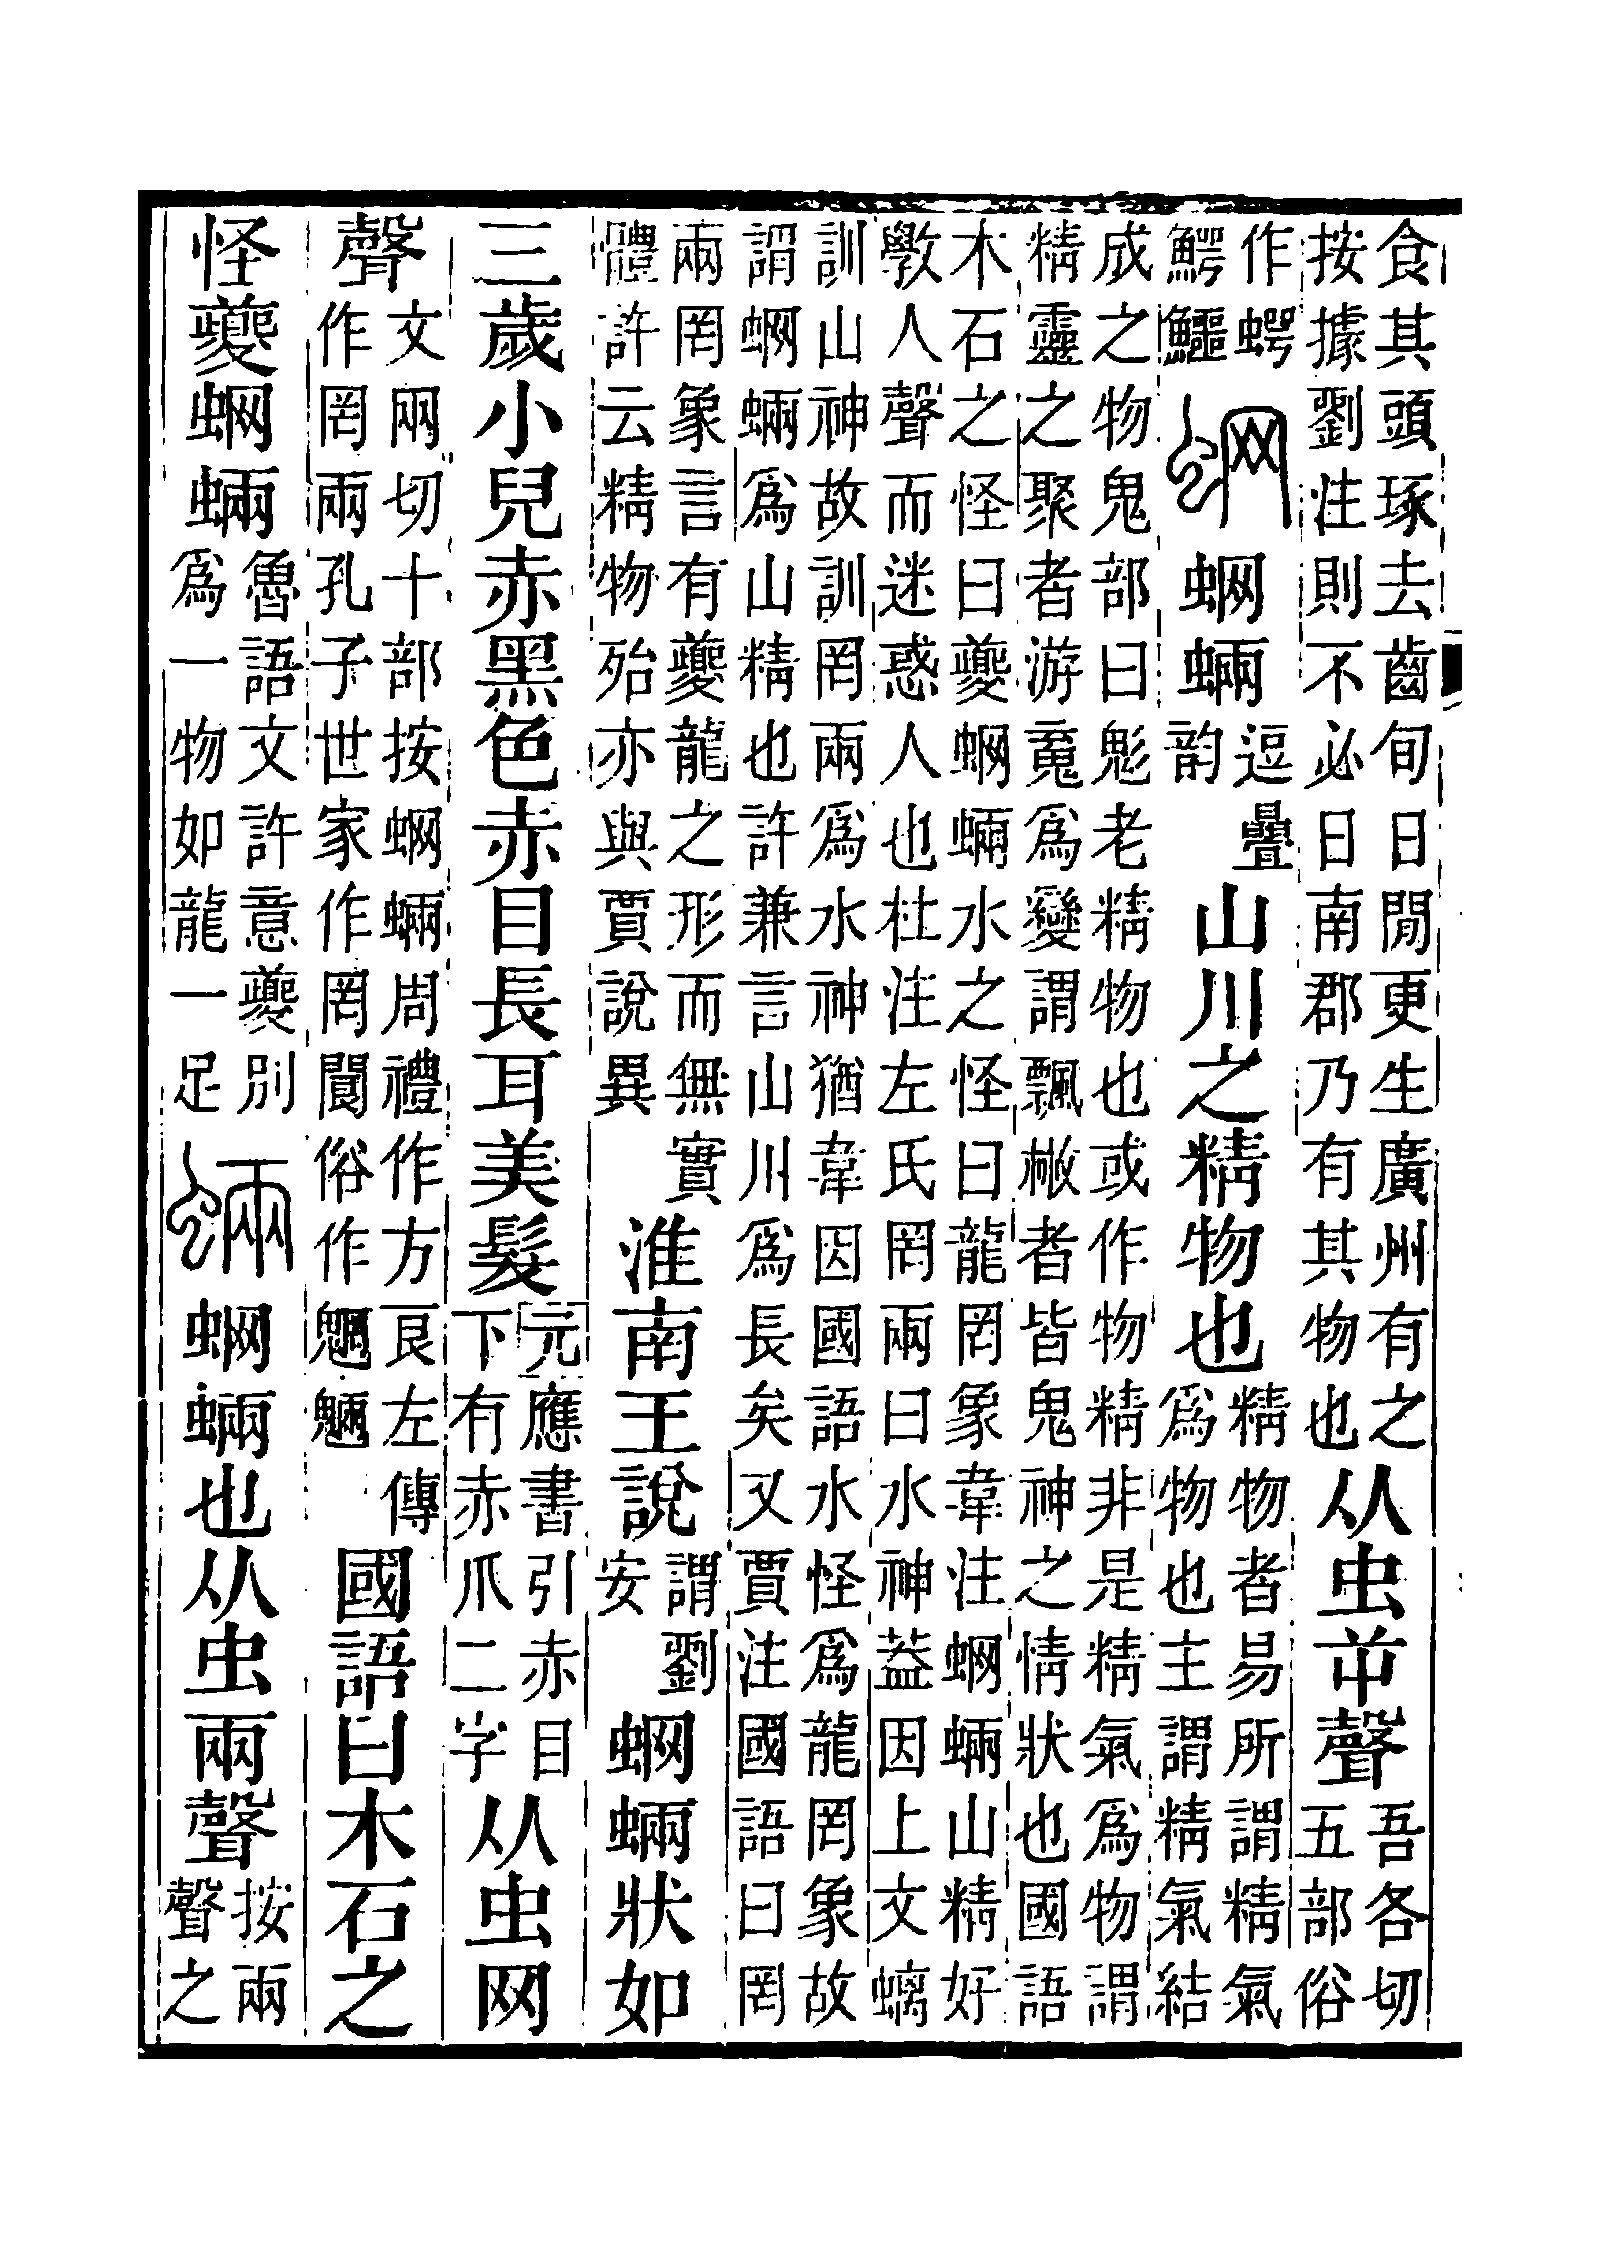 食其頭琢去齒旬日閒更生廣州有之
按據劉注則不必日南郡乃有其物也
从虫屰聲
吾各切
五部俗
作𧍞
鰐鱷
蝄
蝄蜽
逗疊
韵
山川之精物也
精物者易所謂精氣
爲物也主謂精氣結
成之物鬼部曰鬽老精物也或作物精非是精氣爲物謂
精靈之聚者游䰟爲變謂飄㯙者皆鬼神之情狀也國語
木石之怪曰夔蝄蜽水之怪曰龍罔象韋注蝄蜽山精好
斆人聲而迷惑人也杜注左氏罔兩曰水神葢因上文螭
訓山神故訓罔兩爲水神猶韋因國語水怪爲龍罔象故
謂蝄蜽爲山精也許兼言山川爲長矣又賈注國語曰罔
兩罔象言有夔龍之形而無實
體許云精物殆亦與賈說異
淮南王說
謂劉
安
蝄蜽狀如
三歲小兒赤黑色赤目長耳美髮
元應書引赤目
下有赤爪二字
从虫网
聲
文兩切十部按蝄蜽周禮作方良左傳
作罔兩孔子世家作罔閬俗作魍魎
國語曰木石之
怪夔蝄蜽
魯語文許意夔別
爲一物如龍一足
蜽
蝄蜽也从虫兩聲
按兩
聲之